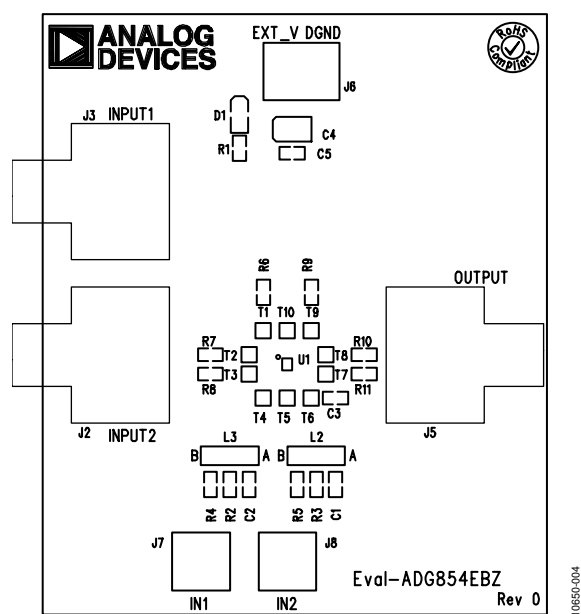 ANALOG
DEVICES
EXT_V DGND
RoHS
Compliant
J6
J3 INPUT1
D1
C4
R1
C5
R6 R9
OUTPUT
T1 T10 T9
R7 R10
T2 U1 T8
T3 T7
R8 R11
C3
T4 T5 T6
J2 INPUT2
J5
L3 L2
B A B A
R4 R2 C2 R5 R3 C1
J7 J8
Eval-ADG854EBZ
IN1 IN2
Rev 0
10650-004